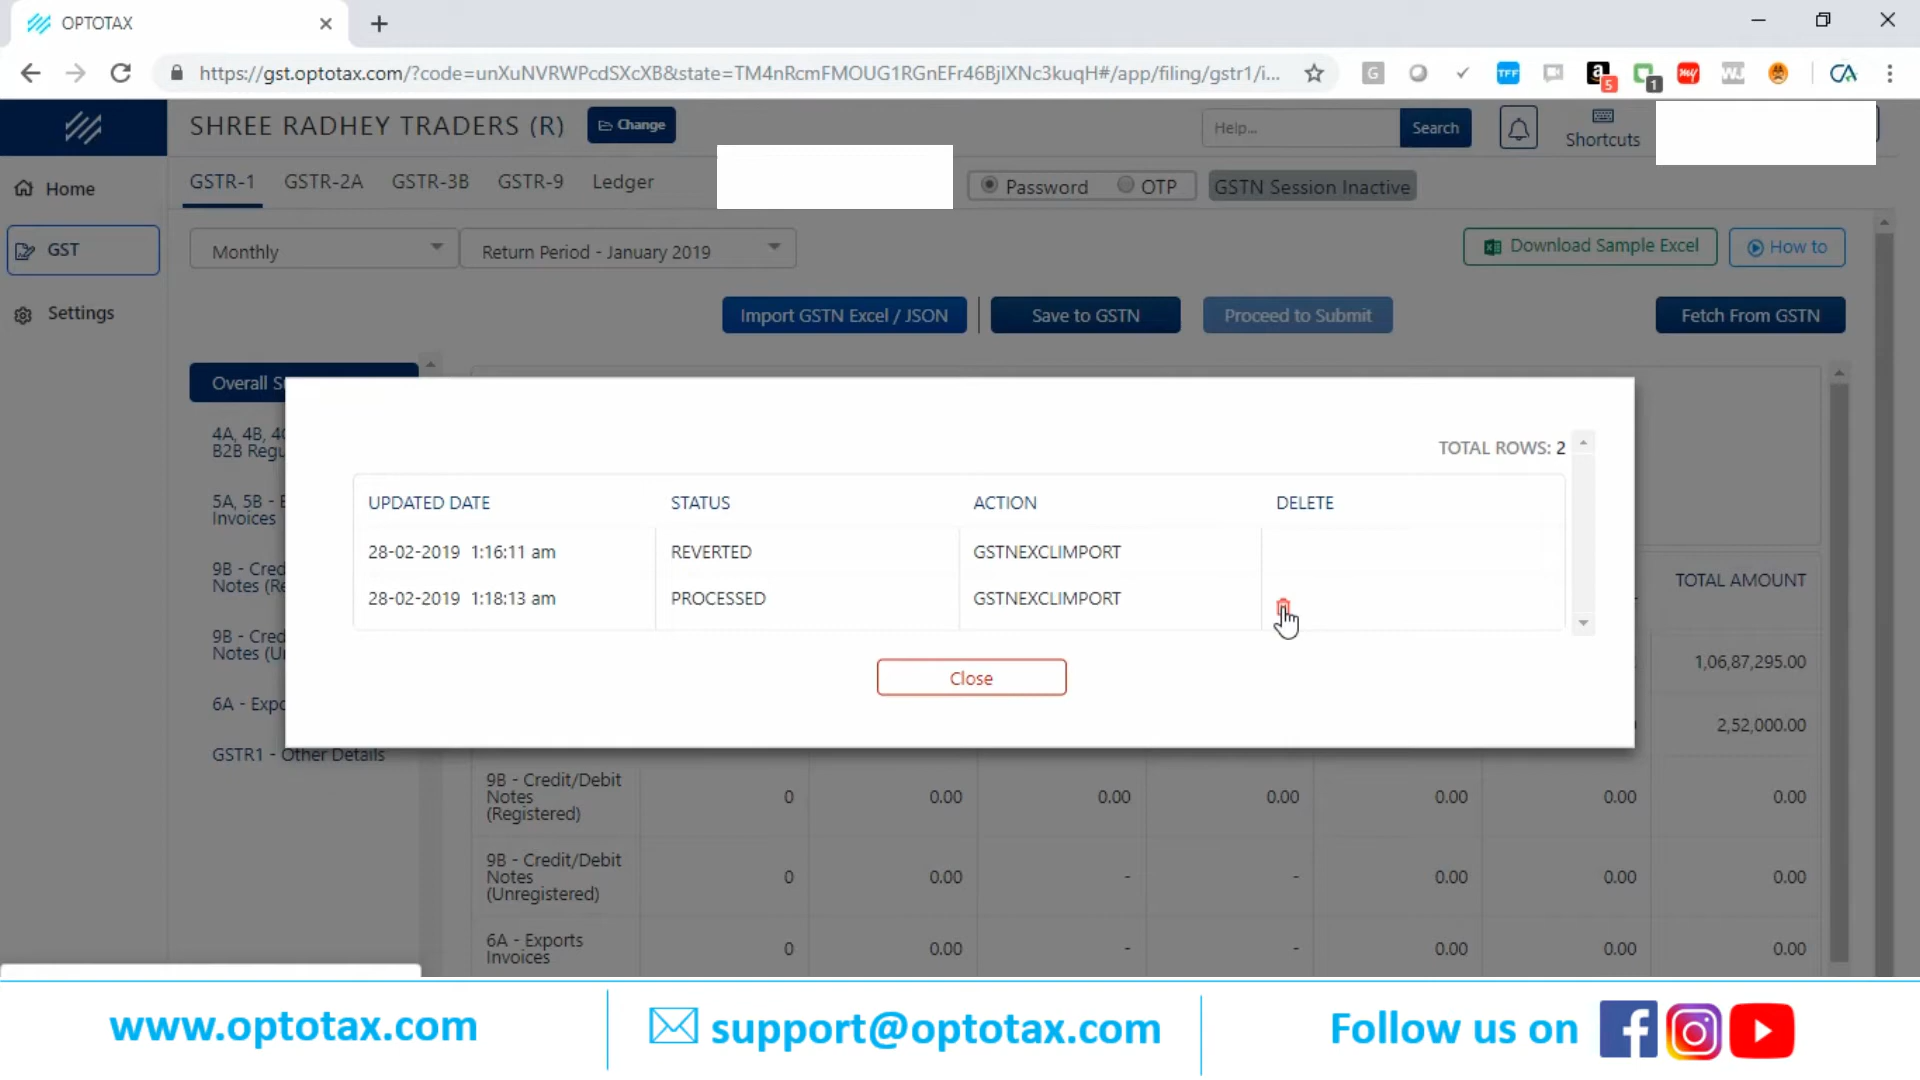 OPTOTAX
https://gst.optotax.com/?code=unXuNVRWPcdSXcXB&state=TM4nRcmFMOUG1RGnEFr46BjIXNc3kuqH#/app/filing/gstr1/i...
G
TFF
a
5
1
my
CA
SHREE RADHEY TRADERS (R)
Change
Help...
Search
Shortcuts
Home
GST
Settings
GSTR-1
GSTR-2A
GSTR-3B
GSTR-9
Ledger
Password
OTP
GSTN Session Inactive
Monthly
Return Period - January 2019
Download Sample Excel
How to
Import GSTN Excel / JSON
Save to GSTN
Proceed to Submit
Fetch From GSTN
Overall
4A, 4B,
B2B
5A, 5B -
Invoices
9B -
Notes
9B -
Notes
6A -
GSTR1 - Other Details
TOTAL ROWS: 2
UPDATED DATE STATUS ACTION DELETE
28-02-2019 1:16:11 am REVERTED GSTNEXCLIMPORT
28-02-2019 1:18:13 am PROCESSED GSTNEXCLIMPORT
Close
TOTAL AMOUNT
1,06,87,295.00
2,52,000.00
9B - Credit/Debit
Notes
(Registered)
0 0.00 0.00 0.00 0.00 0.00 0.00
9B - Credit/Debit
Notes
(Unregistered)
0 0.00 - - 0.00 0.00 0.00
6A - Exports
Invoices
0 0.00 - - 0.00 0.00 0.00
www.optotax.com
support@optotax.com
Follow us on